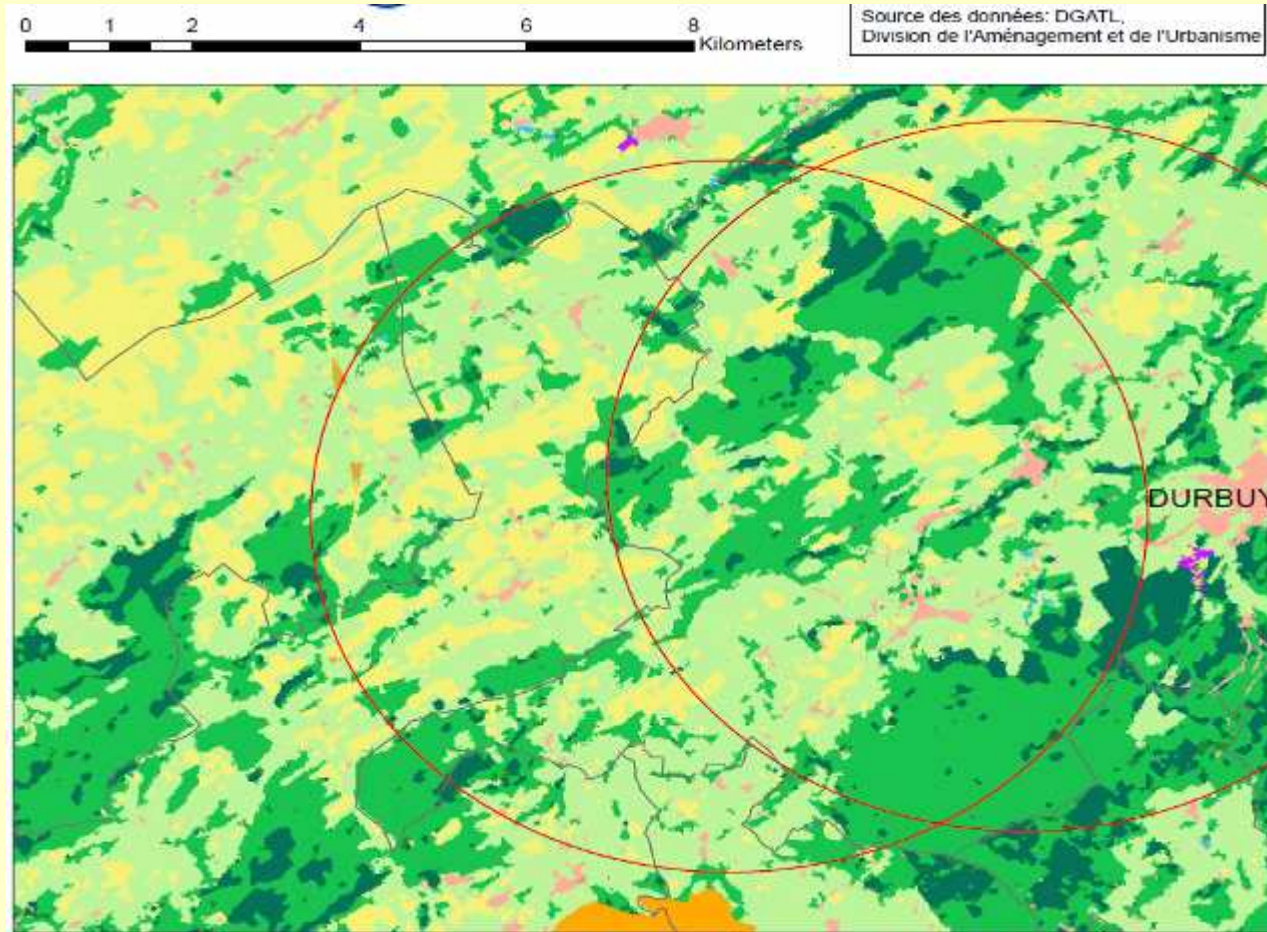 0 1 2 4 6 8
Kilometers
Source des données: DGATL,
Division de l'Aménagement et de l'Urbanisme
DURBUY